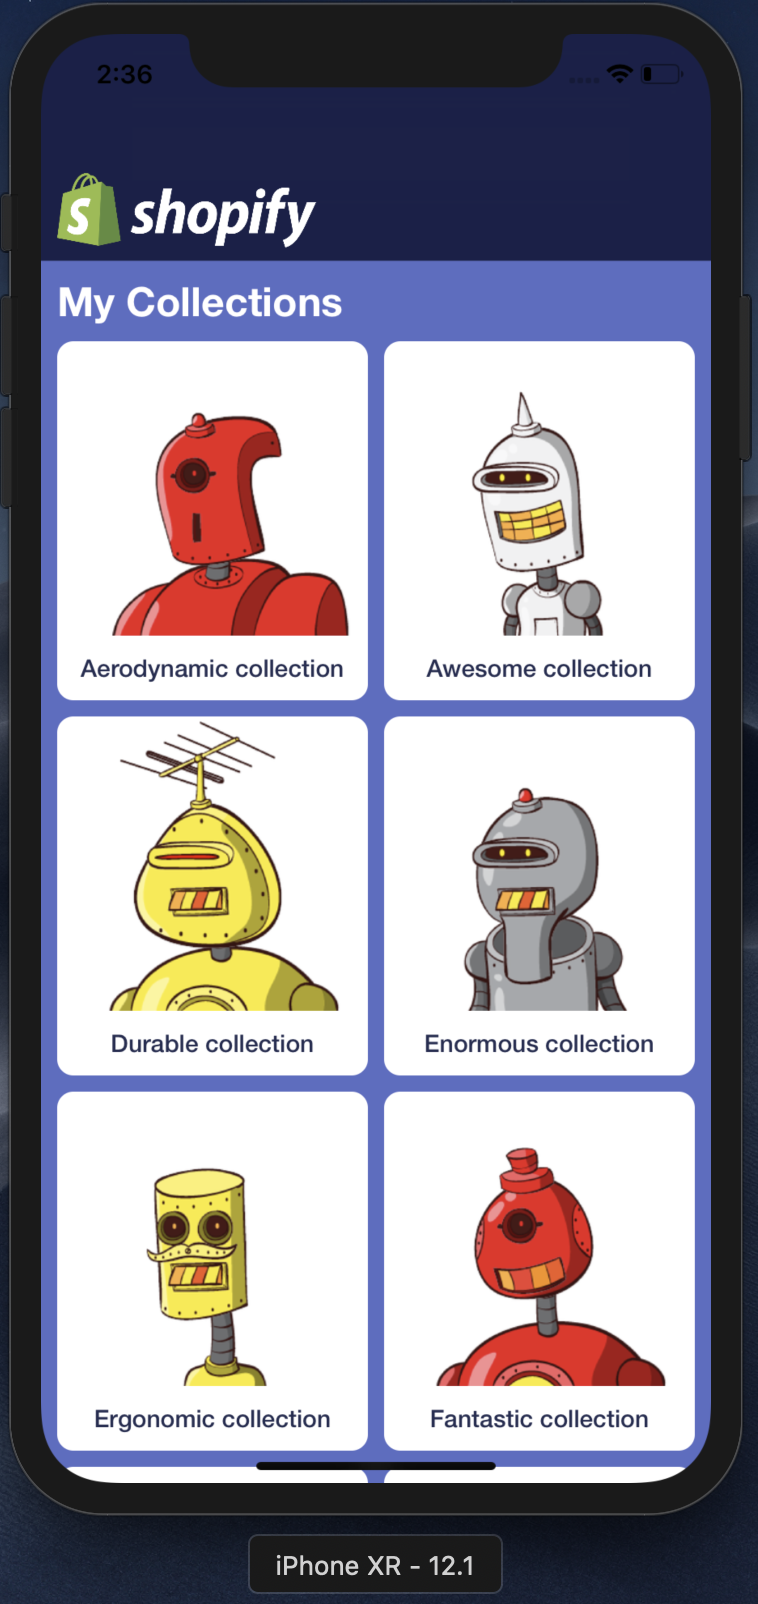 2:36
shopify
My Collections
Aerodynamic collection
Awesome collection
Durable collection
Enormous collection
Ergonomic collection
Fantastic collection
iPhone XR - 12.1